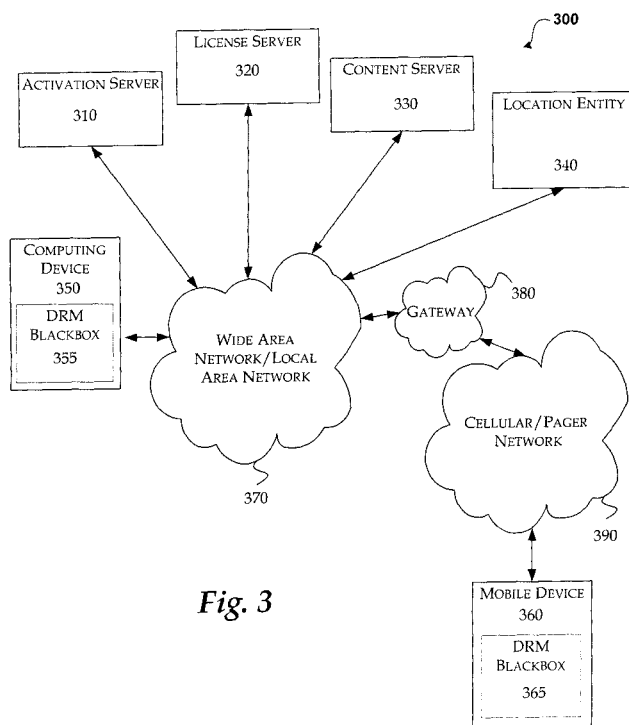 300
LICENSE SERVER
320
CONTENT SERVER
330
ACTIVATION SERVER
310
LOCATION ENTITY
340
COMPUTING
DEVICE
350
DRM
BLACKBOX
355
WIDE AREA
NETWORK/LOCAL
AREA NETWORK
370
GATEWAY
380
CELLULAR/PAGER
NETWORK
390
Fig. 3
MOBILE DEVICE
360
DRM
BLACKBOX
365